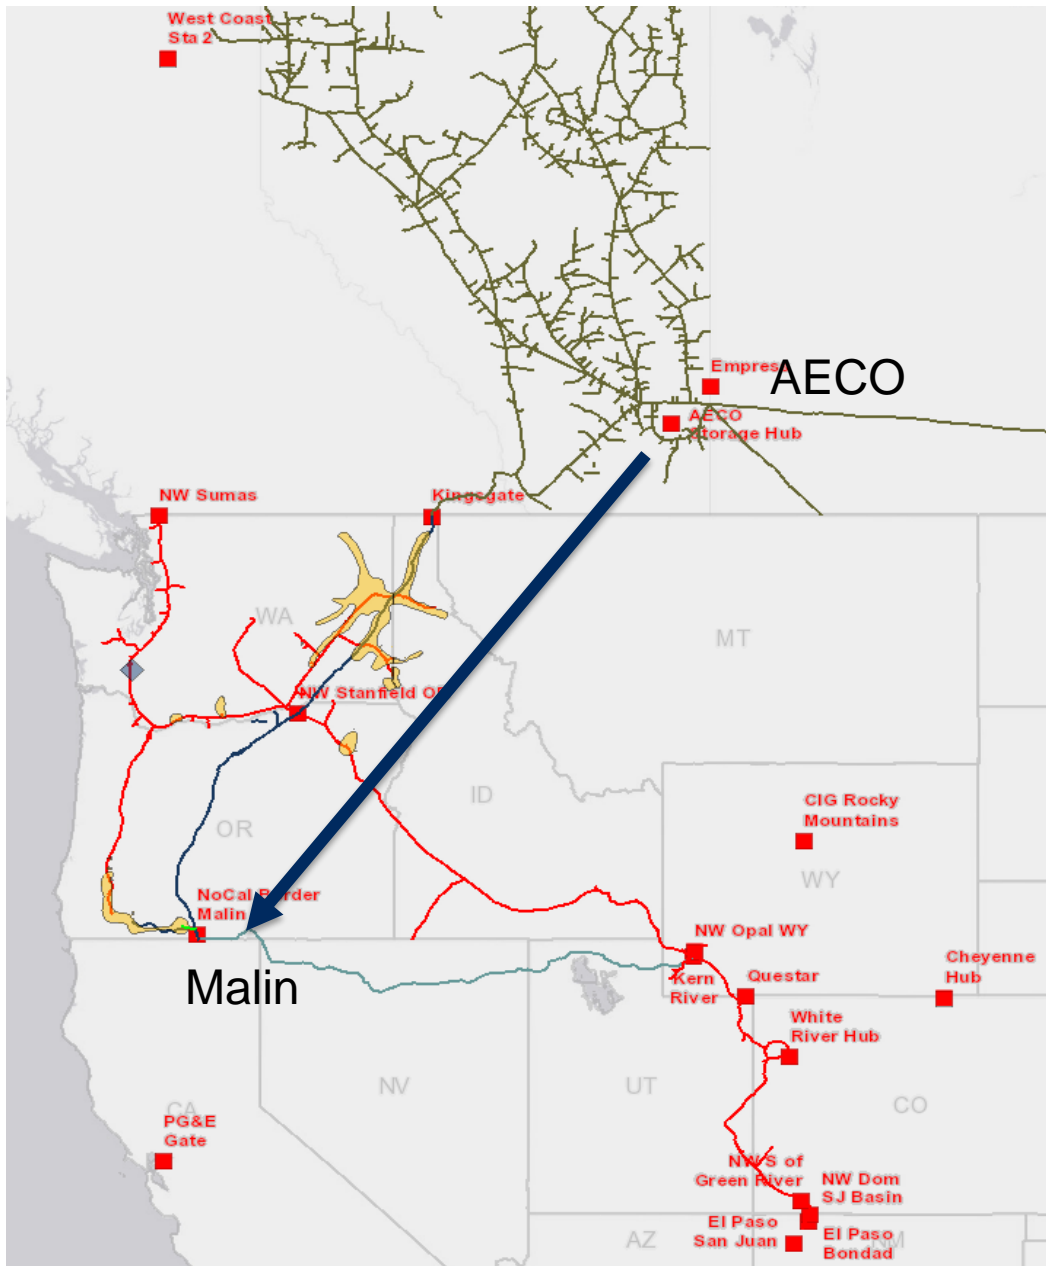 West Coast
Sta 2
Empress
AECO
AECO
Storage Hub
NW Sumas
Kingsgate
WA
MT
NW Stanfield OR
ID
OR
CIG Rocky
Mountains
WY
NoCal Border
Malin
NW Opal WY
Kern
River
Malin
Questar
Cheyenne
Hub
White
River Hub
NV
UT
CO
CA
PG&E
Gate
NW S of
Green River
NW Dom
SJ Basin
El Paso
San Juan
El Paso
Bondad
AZ
NM